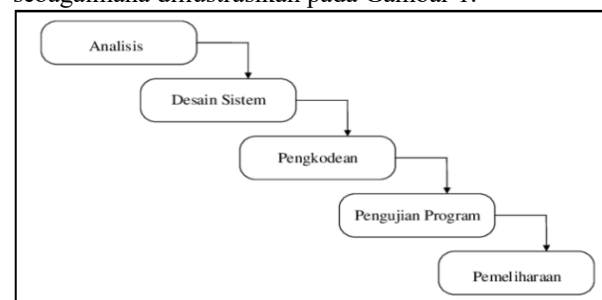 sebagaimana diilustrasikan pada Gambar 1.
Analisis
Desain Sistem
Pengkodean
Pengujian Program
Pemeliharaan